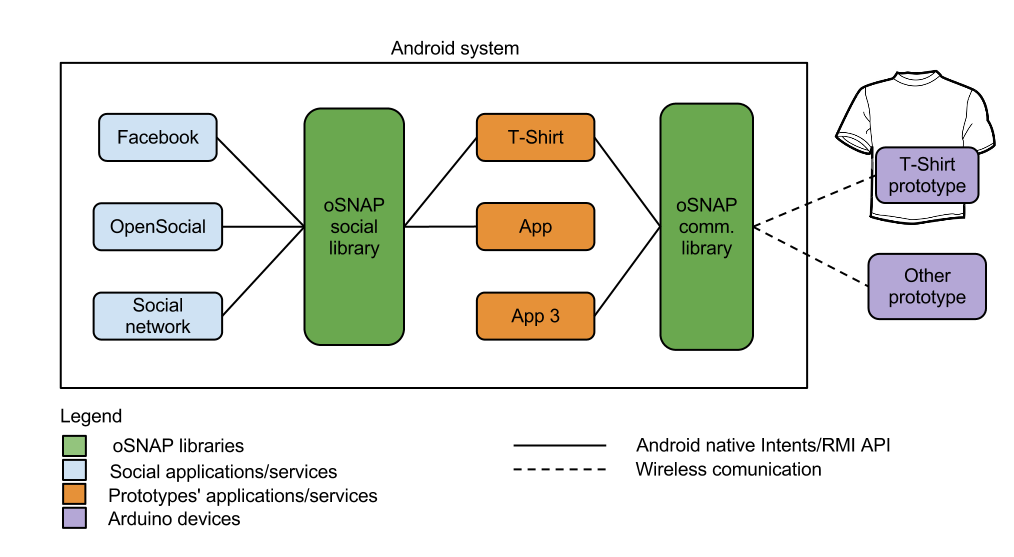 Android system
Facebook
OpenSocial
Social
network
oSNAP
social
library
T-Shirt
App
App 3
oSNAP
comm.
library
T-Shirt
prototype
Other
prototype
Legend
oSNAP libraries
Social applications/services
Prototypes' applications/services
Arduino devices
Android native Intents/RMI API
Wireless comunication